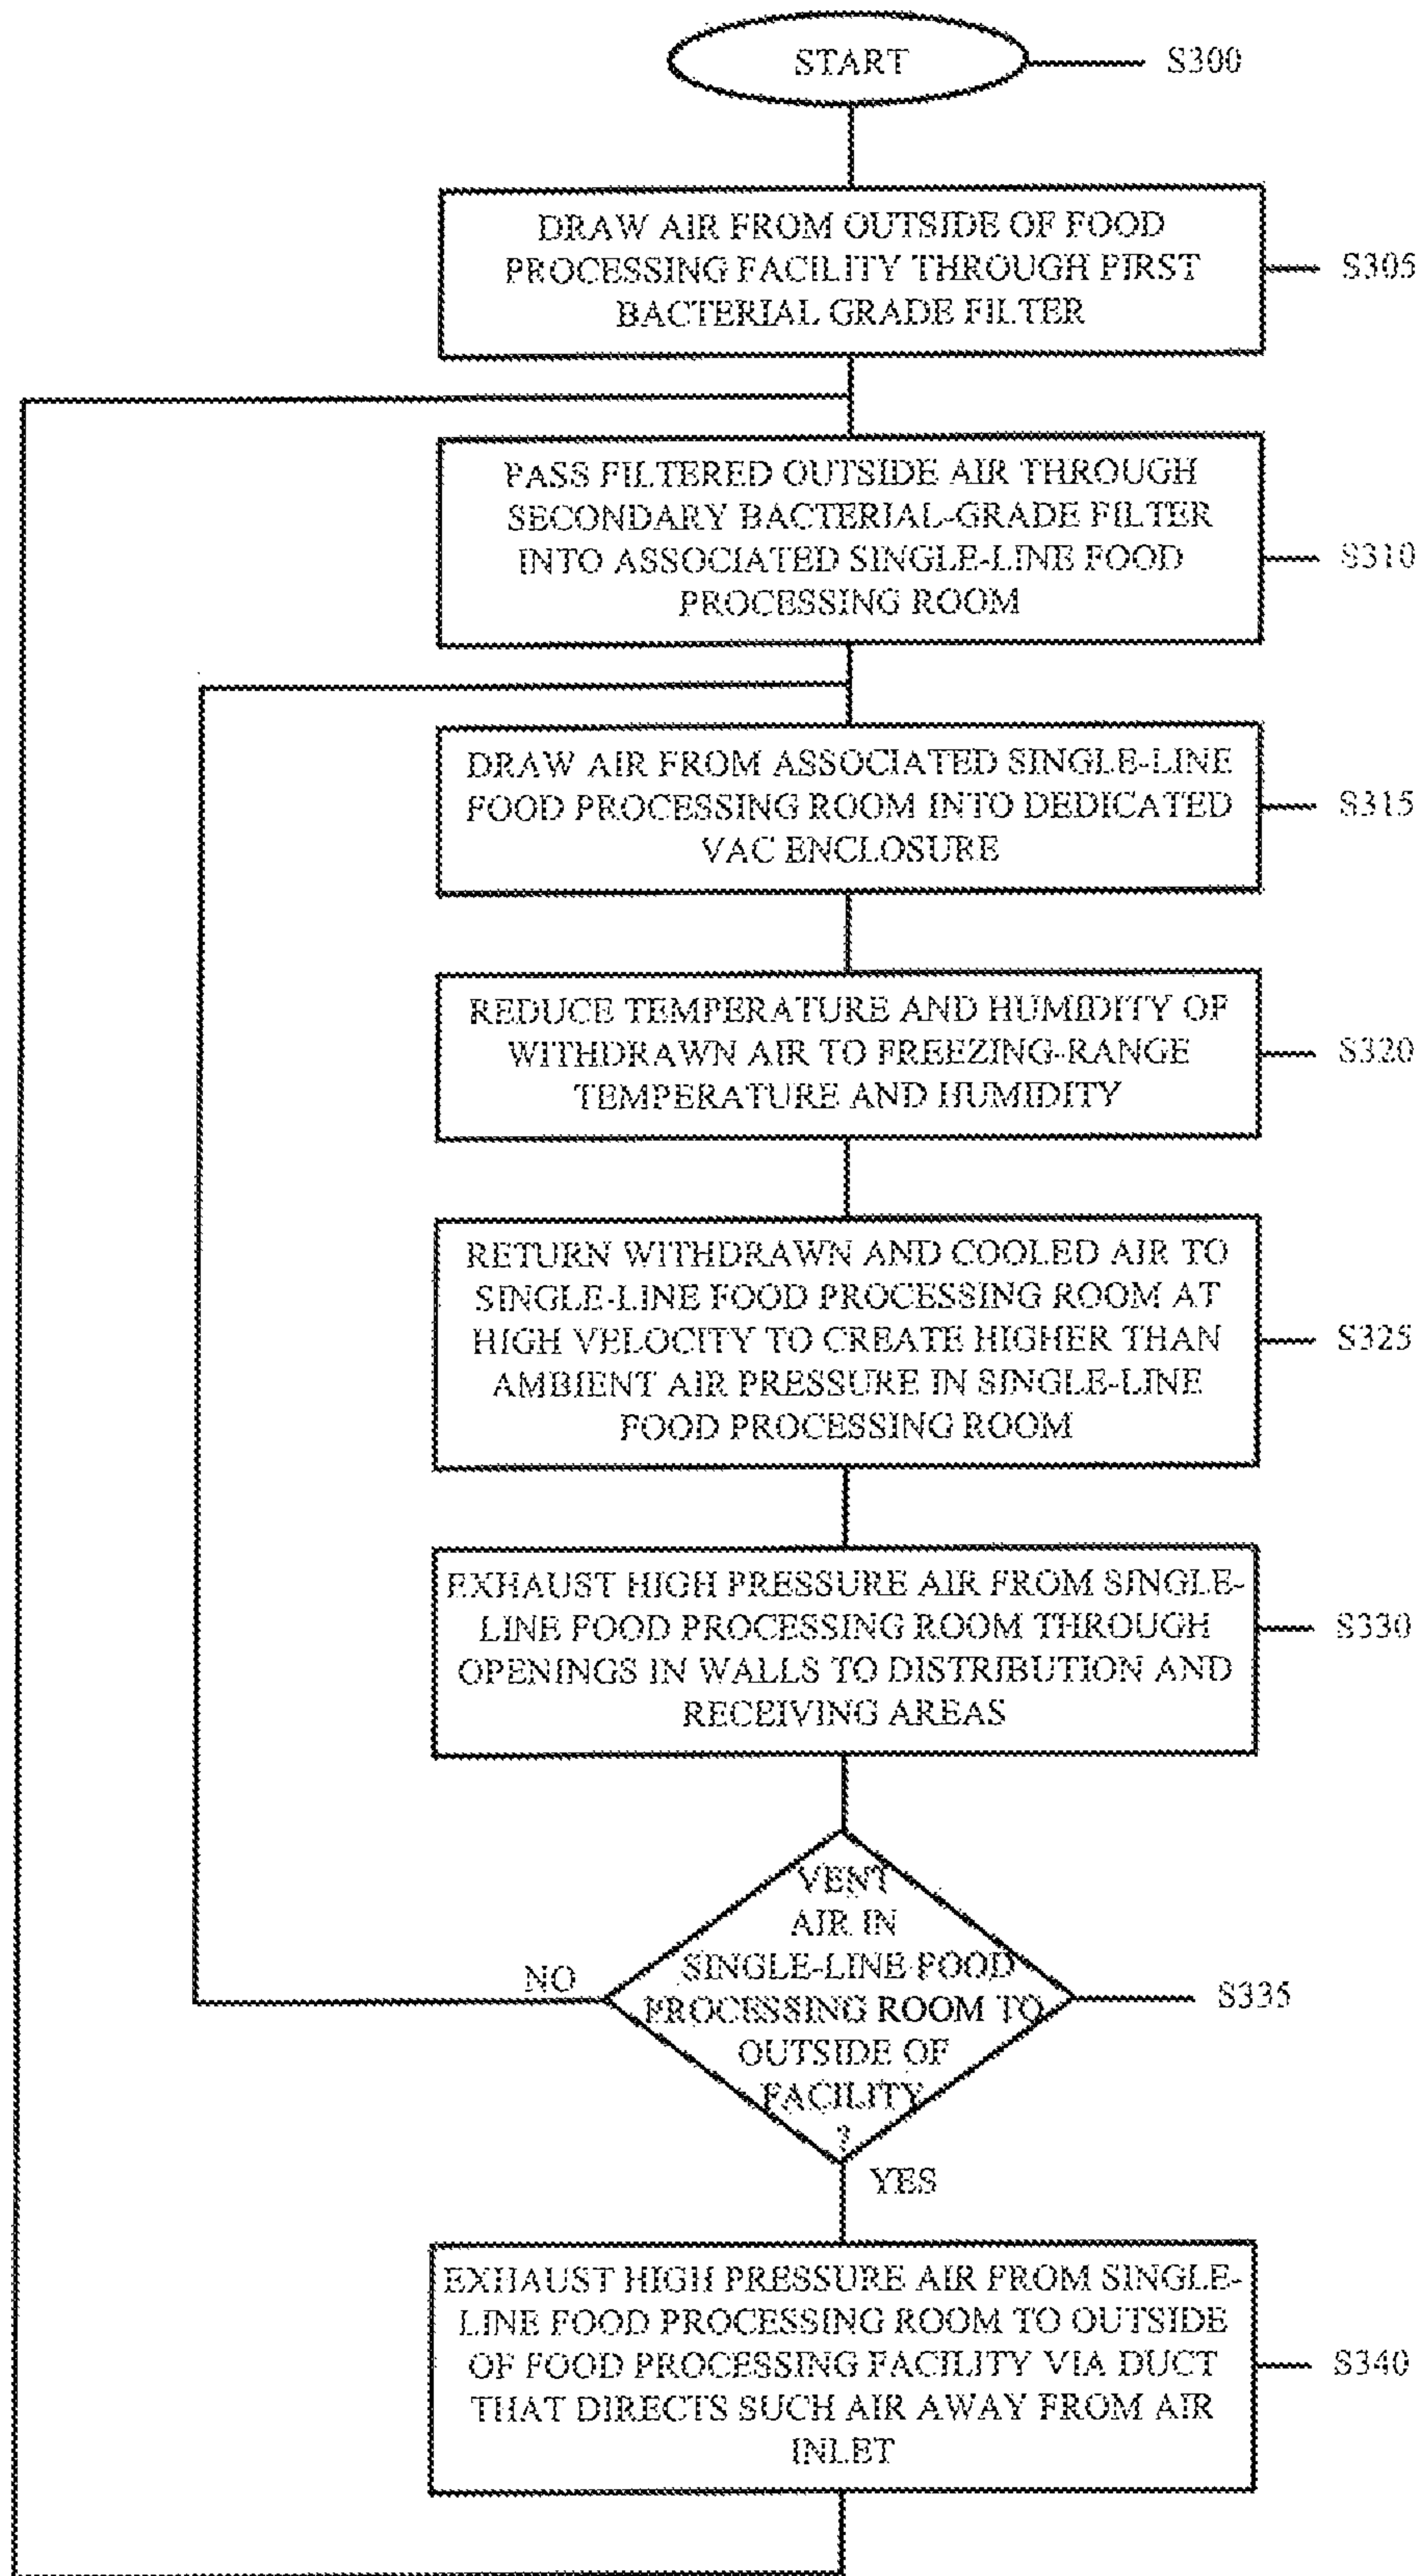 START
S300
DRAW AIR FROM OUTSIDE OF FOOD
PROCESSING FACILITY THROUGH FIRST
BACTERIAL GRADE FILTER
S305
PASS FILTERED OUTSIDE AIR THROUGH
SECONDARY BACTERIAL-GRADE FILTER
INTO ASSOCIATED SINGLE-LINE FOOD
PROCESSING ROOM
S310
DRAW AIR FROM ASSOCIATED SINGLE-LINE
FOOD PROCESSING ROOM INTO DEDICATED
VAC ENCLOSURE
S315
REDUCE TEMPERATURE AND HUMIDITY OF
WITHDRAWN AIR TO FREEZING-RANGE
TEMPERATURE AND HUMIDITY
S320
RETURN WITHDRAWN AND COOLED AIR TO
SINGLE-LINE FOOD PROCESSING ROOM AT
HIGH VELOCITY TO CREATE HIGHER THAN
AMBIENT AIR PRESSURE IN SINGLE-LINE
FOOD PROCESSING ROOM
S325
EXHAUST HIGH PRESSURE AIR FROM SINGLE-
LINE FOOD PROCESSING ROOM THROUGH
OPENINGS IN WALLS TO DISTRIBUTION AND
RECEIVING AREAS
S330
VENT
AIR IN
SINGLE-LINE FOOD
PROCESSING ROOM TO
OUTSIDE OF
FACILITY
?
NO
S335
YES
EXHAUST HIGH PRESSURE AIR FROM SINGLE-
LINE FOOD PROCESSING ROOM TO OUTSIDE
OF FOOD PROCESSING FACILITY VIA DUCT
THAT DIRECTS SUCH AIR AWAY FROM AIR
INLET
S340